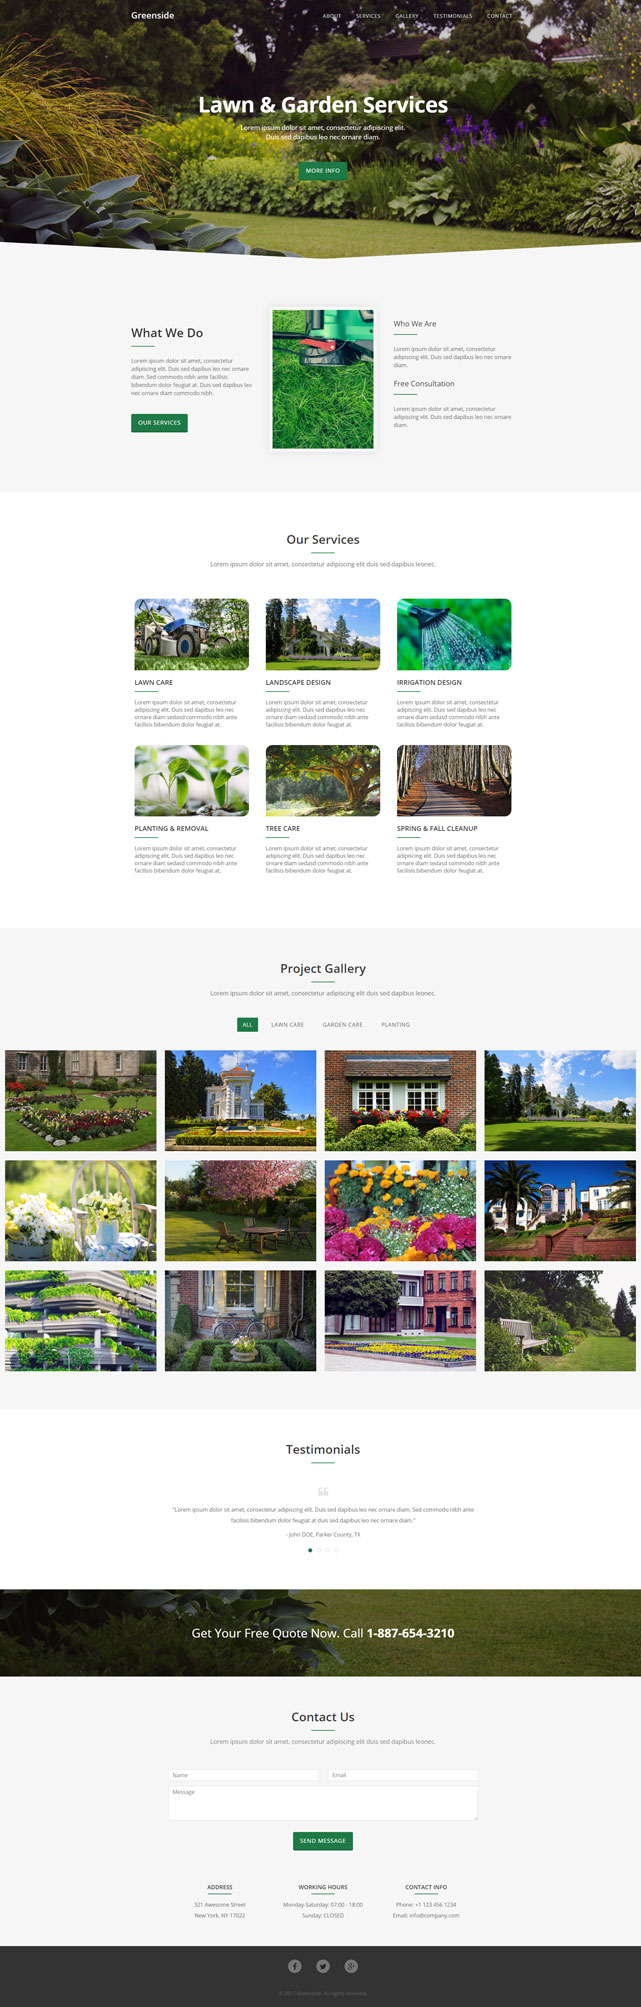 Greenside
ABOUT SERVICES GALLERY TESTIMONIALS CONTACT
Lawn & Garden Services
Lorem ipsum dolor sit amet, consectetur adipiscing elit.
Duis sed dapibus leo nec ornare diam.
MORE INFO
What We Do
Lorem ipsum dolor sit amet, consectetur
adipiscing elit. Duis sed dapibus leo nec ornare
diam. Sed commodo nibh ante facilisis
bibendum dolor feugiat at. Duis sed dapibus leo
nec ornare diam commodo nibh.
OUR SERVICES
Who We Are
Lorem ipsum dolor sit amet, consectetur
adipiscing elit. Duis sed dapibus leo nec ornare
diam.
Free Consultation
Lorem ipsum dolor sit amet, consectetur
adipiscing elit. Duis sed dapibus leo nec ornare
diam.
Our Services
Lorem ipsum dolor sit amet, consectetur adipiscing elit duis sed dapibus leonec.
LAWN CARE
Lorem ipsum dolor sit amet, consectetur
adipiscing elit. Duis sed dapibus leo nec
ornare diam sedasd commodo nibh ante
facilisis bibendum dolor feugiat at.
LANDSCAPE DESIGN
Lorem ipsum dolor sit amet, consectetur
adipiscing elit. Duis sed dapibus leo nec
ornare diam sedasd commodo nibh ante
facilisis bibendum dolor feugiat at.
IRRIGATION DESIGN
Lorem ipsum dolor sit amet, consectetur
adipiscing elit. Duis sed dapibus leo nec
ornare diam sedasd commodo nibh ante
facilisis bibendum dolor feugiat at.
PLANTING & REMOVAL
Lorem ipsum dolor sit amet, consectetur
adipiscing elit. Duis sed dapibus leo nec
ornare diam sedasd commodo nibh ante
facilisis bibendum dolor feugiat at.
TREE CARE
Lorem ipsum dolor sit amet, consectetur
adipiscing elit. Duis sed dapibus leo nec
ornare diam sedasd commodo nibh ante
facilisis bibendum dolor feugiat at.
SPRING & FALL CLEANUP
Lorem ipsum dolor sit amet, consectetur
adipiscing elit. Duis sed dapibus leo nec
ornare diam sedasd commodo nibh ante
facilisis bibendum dolor feugiat at.
Project Gallery
Lorem ipsum dolor sit amet, consectetur adipiscing elit duis sed dapibus leonec.
ALL LAWN CARE GARDEN CARE PLANTING
Testimonials
"Lorem ipsum dolor sit amet, consectetur adipiscing elit. Duis sed dapibus leo nec ornare diam. Sed commodo nibh ante
facilisis bibendum dolor feugiat at duis sed dapibus leo nec ornare diam."
- John DOE, Parker County, TX
Get Your Free Quote Now. Call 1-887-654-3210
Contact Us
Lorem ipsum dolor sit amet, consectetur adipiscing elit duis sed dapibus leonec.
Name
Email
Message
SEND MESSAGE
ADDRESS
321 Awesome Street
New York, NY 17022
WORKING HOURS
Monday-Saturday: 07:00 - 18:00
Sunday: CLOSED
CONTACT INFO
Phone: +1 123 456 1234
Email: info@company.com
© 2017 Greenside. All rights reserved.